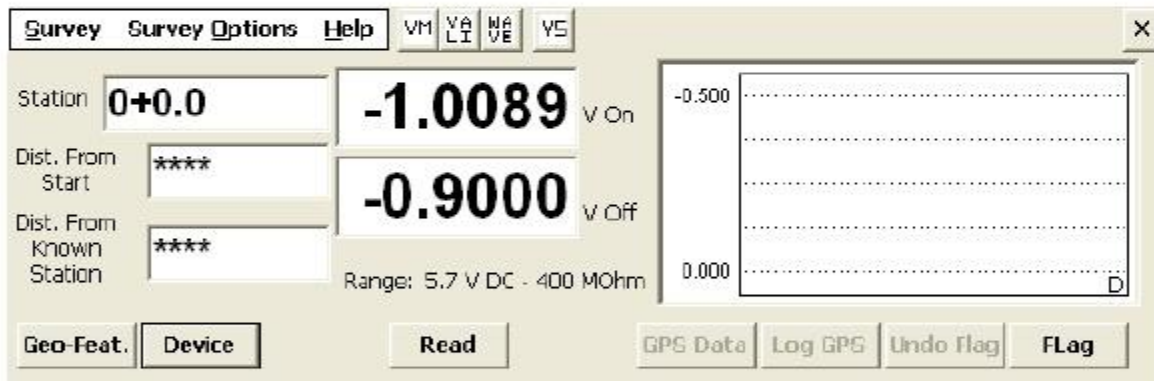 Survey Survey Options Help VM VA LI WA VE VS
Station 0+0.0
-1.0089 V On
Dist. From Start ****
-0.9000 V Off
Dist. From Known Station ****
Range: 5.7 V DC - 400 MOhm
-0.500
0.000
D
Geo-Feat. Device Read GPS Data Log GPS Undo Flag FLag